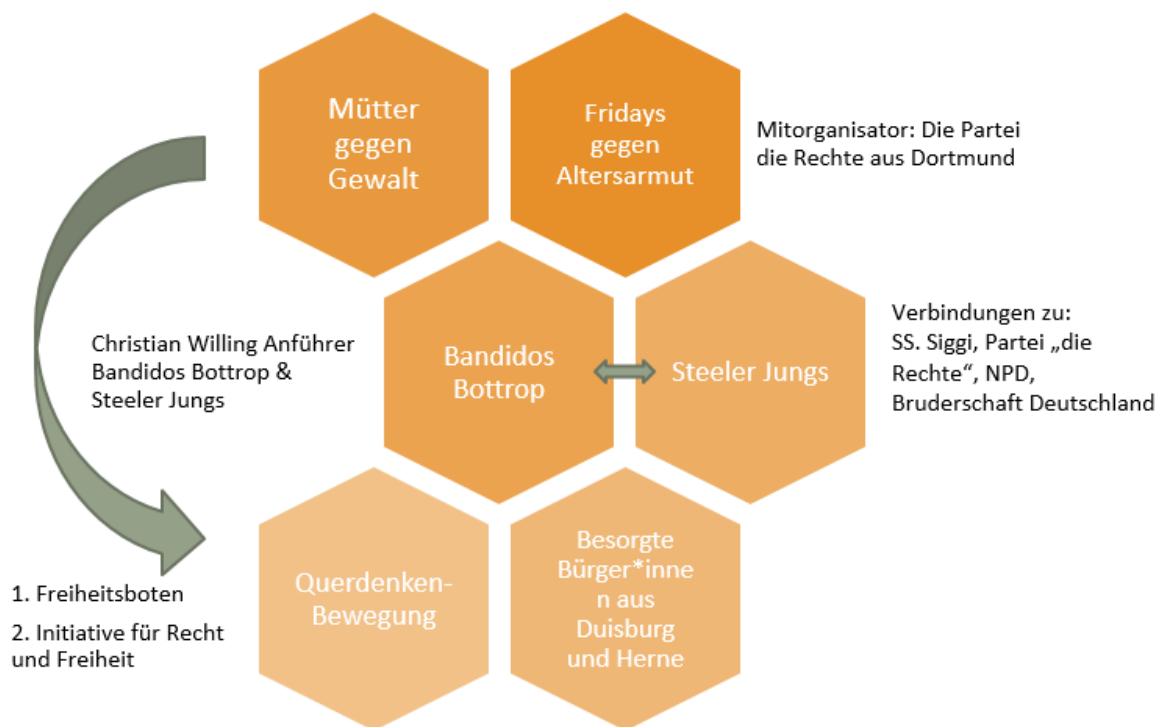 Mütter
gegen
Gewalt
Fridays
gegen
Altersarmut
Mitorganisator: Die Partei
die Rechte aus Dortmund
Christian Willing Anführer
Bandidos Bottrop &
Steeler Jungs
Bandidos
Bottrop
Steeler Jungs
Verbindungen zu:
SS. Siggi, Partei „die
Rechte“, NPD,
Bruderschaft Deutschland
1. Freiheitsboten
2. Initiative für Recht
und Freiheit
Querdenken-
Bewegung
Besorgte
Bürger*inne
n aus
Duisburg
und Herne